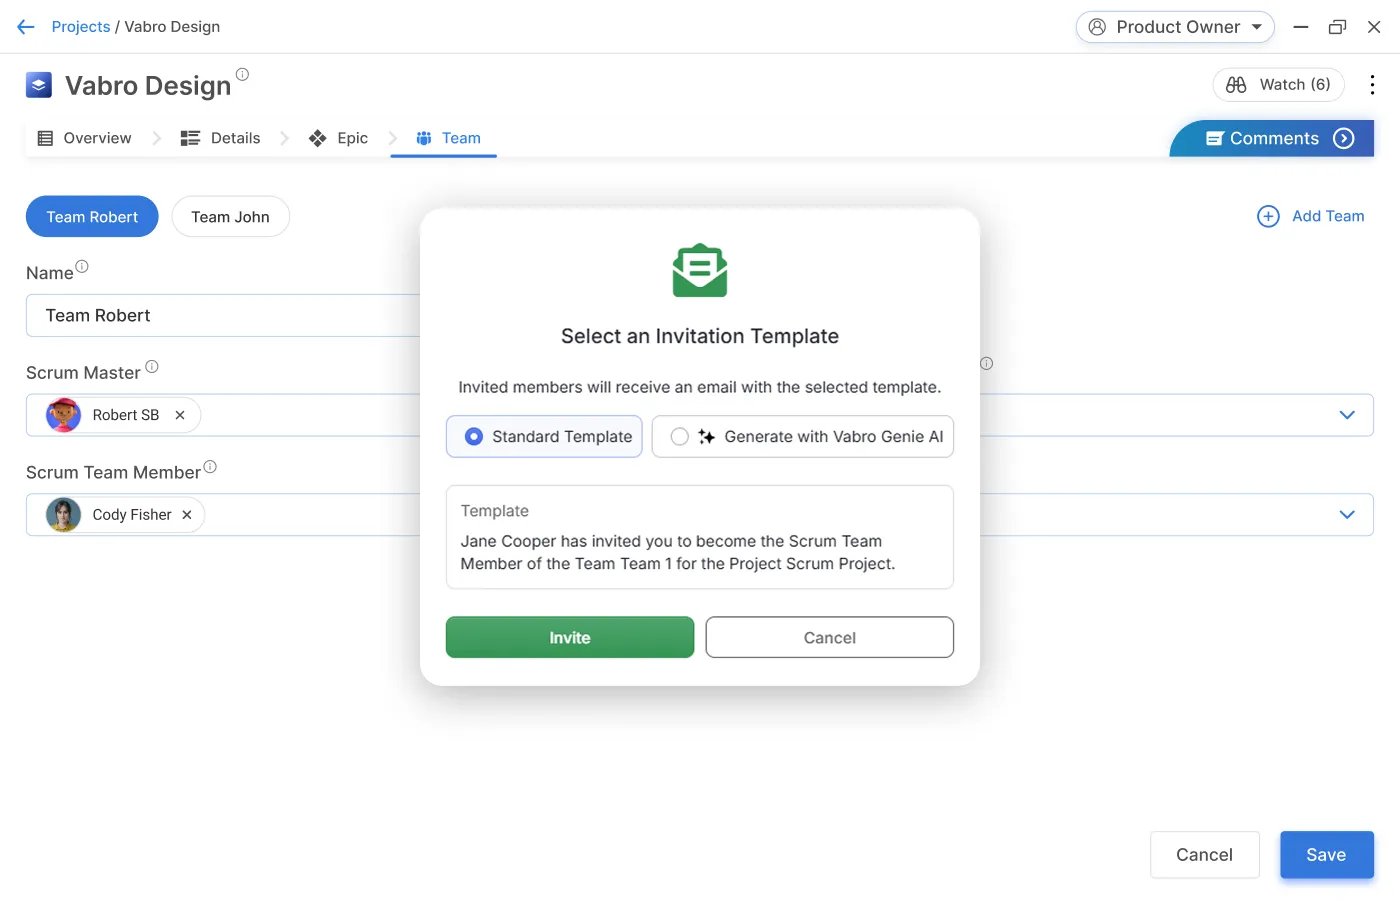 Projects / Vabro Design
Product Owner
Vabro Design
Watch (6)
Overview
Details
Epic
Team
Comments
Team Robert
Team John
Add Team
Name
Team Robert
Scrum Master
Robert SB
Scrum Team Member
Cody Fisher
Select an Invitation Template
Invited members will receive an email with the selected template.
Standard Template
Generate with Vabro Genie AI
Template
Jane Cooper has invited you to become the Scrum Team
Member of the Team Team 1 for the Project Scrum Project.
Invite
Cancel
Cancel
Save